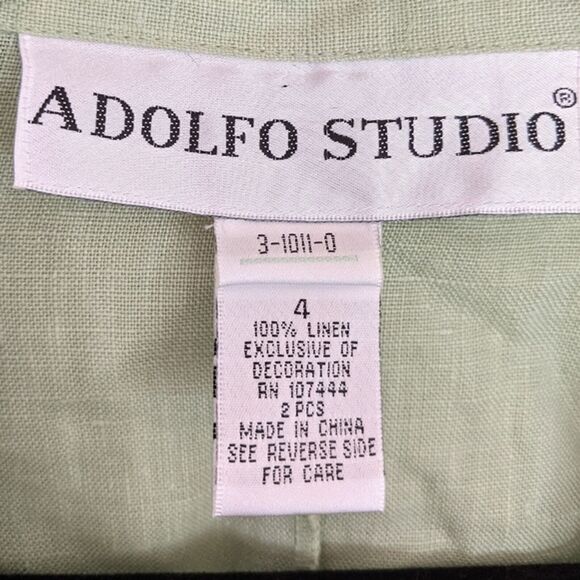 ADOLFO STUDIO®
3-1011-0
4
100% LINEN
EXCLUSIVE OF
DECORATION
RN 107444
2 PCS
MADE IN CHINA
SEE REVERSE SIDE
FOR CARE